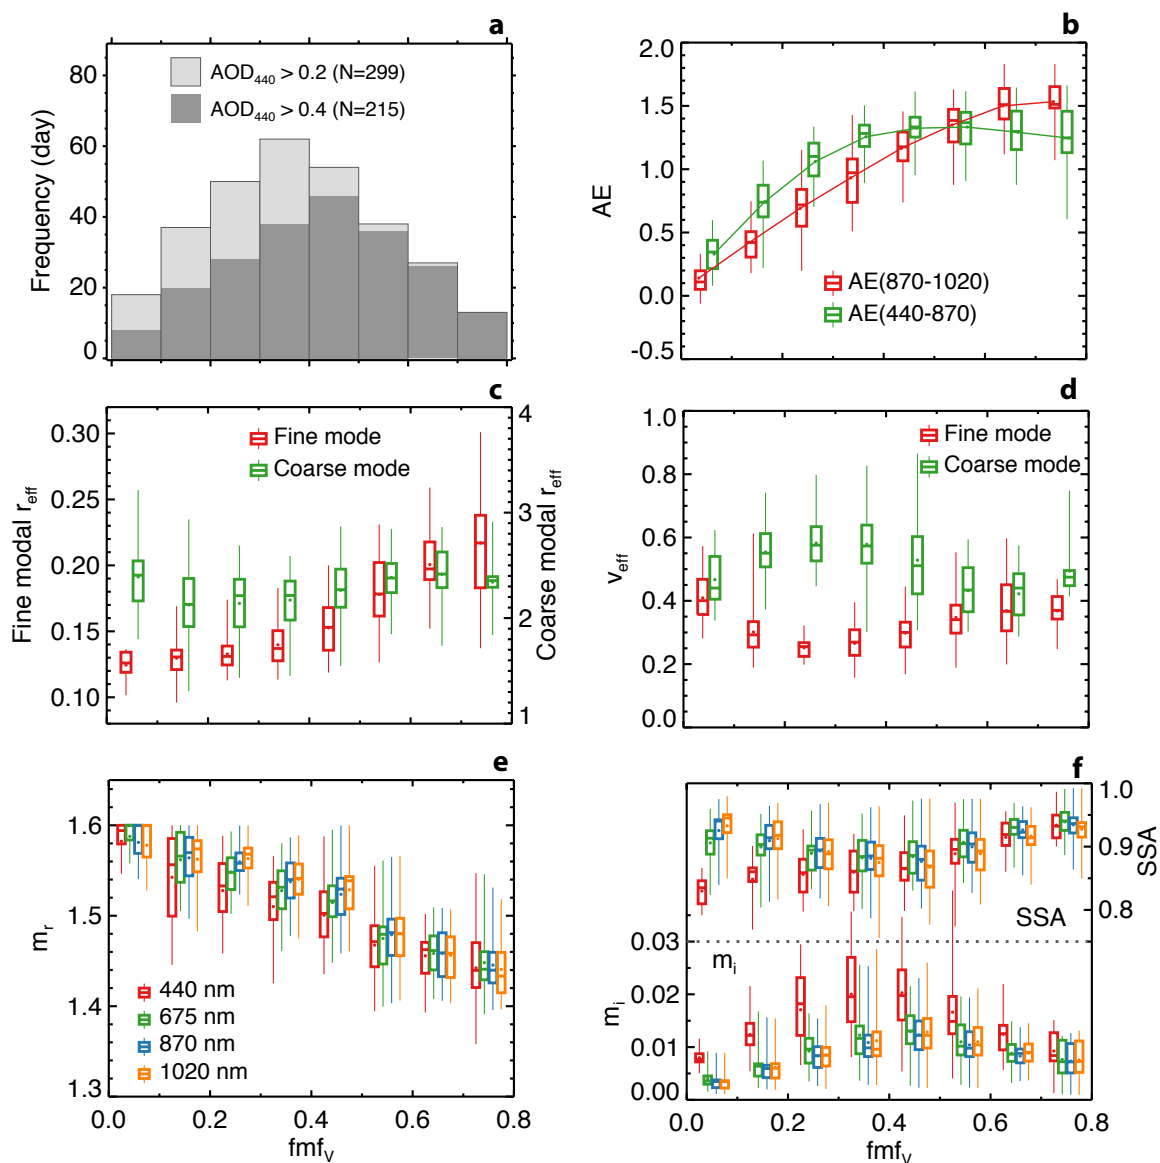 a
AOD440 > 0.2 (N=299)
AOD440 > 0.4 (N=215)
Frequency (day)
80
60
40
20
0
b
2.0
1.5
1.0
0.5
0.0
-0.5
AE
AE(870-1020)
AE(440-870)
c
Fine mode
Coarse mode
Fine modal reff
0.30
0.25
0.20
0.15
0.10
4
3
2
1
Coarse modal reff
d
Fine mode
Coarse mode
veff
1.0
0.8
0.6
0.4
0.2
0.0
e
mr
1.6
1.5
1.4
1.3
440 nm
675 nm
870 nm
1020 nm
0.0 0.2 0.4 0.6 0.8
fmfv
f
1.0
0.9
0.8
SSA
SSA
mi
mi
0.03
0.02
0.01
0.00
0.0 0.2 0.4 0.6 0.8
fmfv